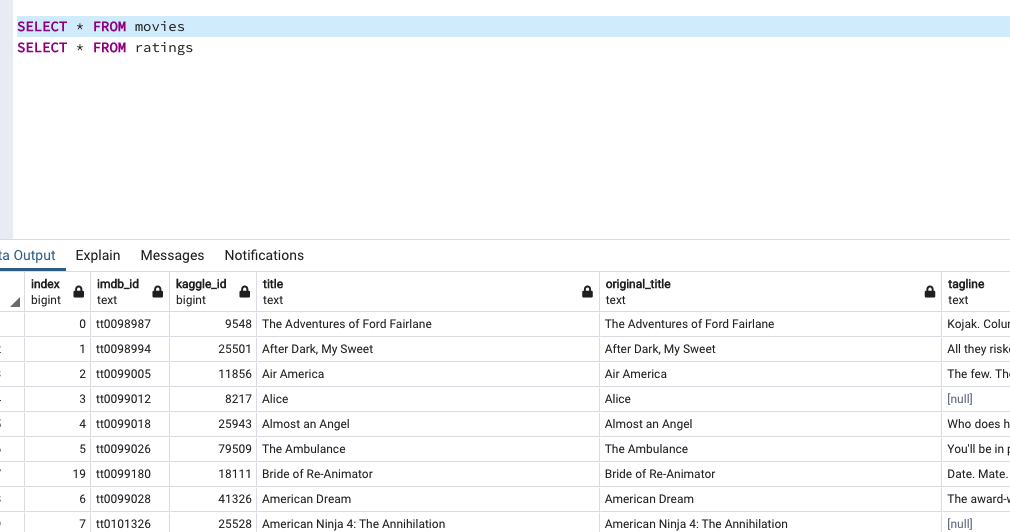 SELECT * FROM movies
SELECT * FROM ratings
Output Explain Messages Notifications
index imdb_id kaggle_id title original_title tagline
bigint text bigint text text text
0 tt0098987 9548 The Adventures of Ford Fairlane The Adventures of Ford Fairlane Kojak.
1 tt0098994 25501 After Dark, My Sweet After Dark, My Sweet All they
2 tt0099005 11856 Air America Air America The few.
3 tt0099012 8217 Alice Alice [null]
4 tt0099018 25943 Almost an Angel Almost an Angel Who does
5 tt0099026 79509 The Ambulance The Ambulance You'll be in
19 tt0099180 18111 Bride of Re-Animator Bride of Re-Animator Date. Mate.
6 tt0099028 41326 American Dream American Dream The
7 tt0101326 25528 American Ninja 4: The Annihilation American Ninja 4: The Annihilation [null]